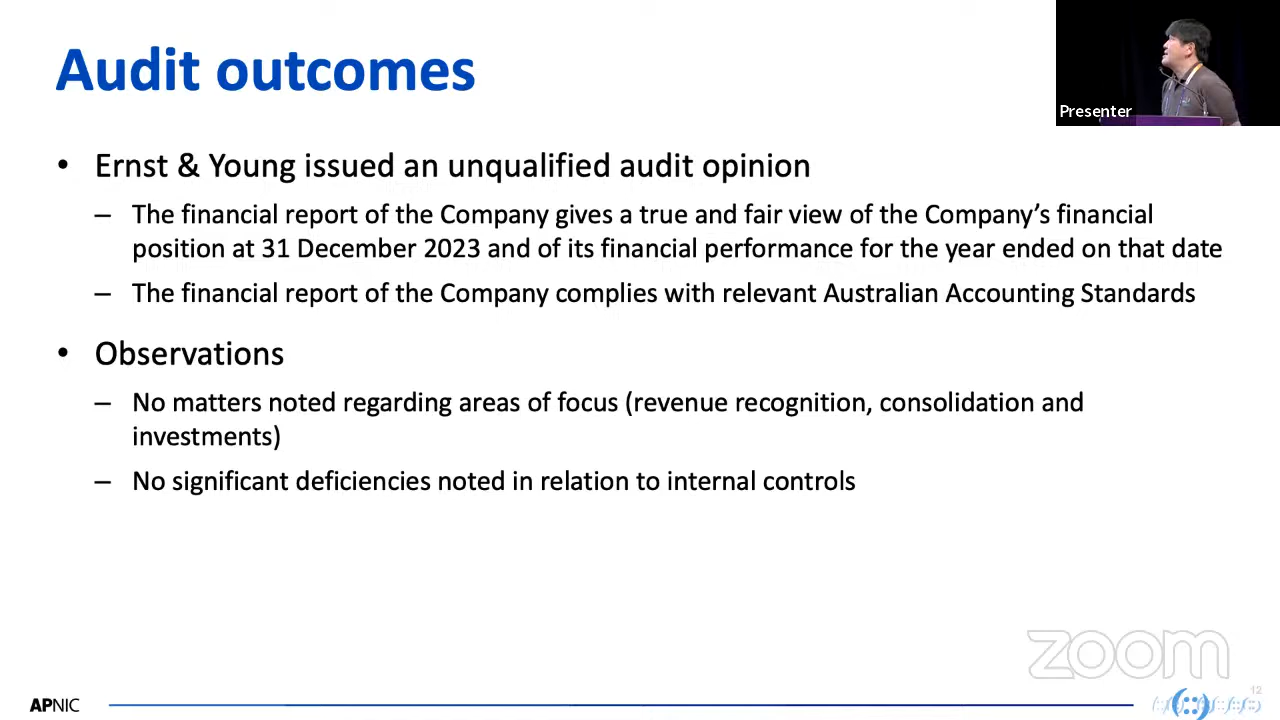 Audit outcomes
Presenter
• Ernst & Young issued an unqualified audit opinion
– The financial report of the Company gives a true and fair view of the Company’s financial
position at 31 December 2023 and of its financial performance for the year ended on that date
– The financial report of the Company complies with relevant Australian Accounting Standards
• Observations
– No matters noted regarding areas of focus (revenue recognition, consolidation and
investments)
– No significant deficiencies noted in relation to internal controls
zoom
12
APNIC